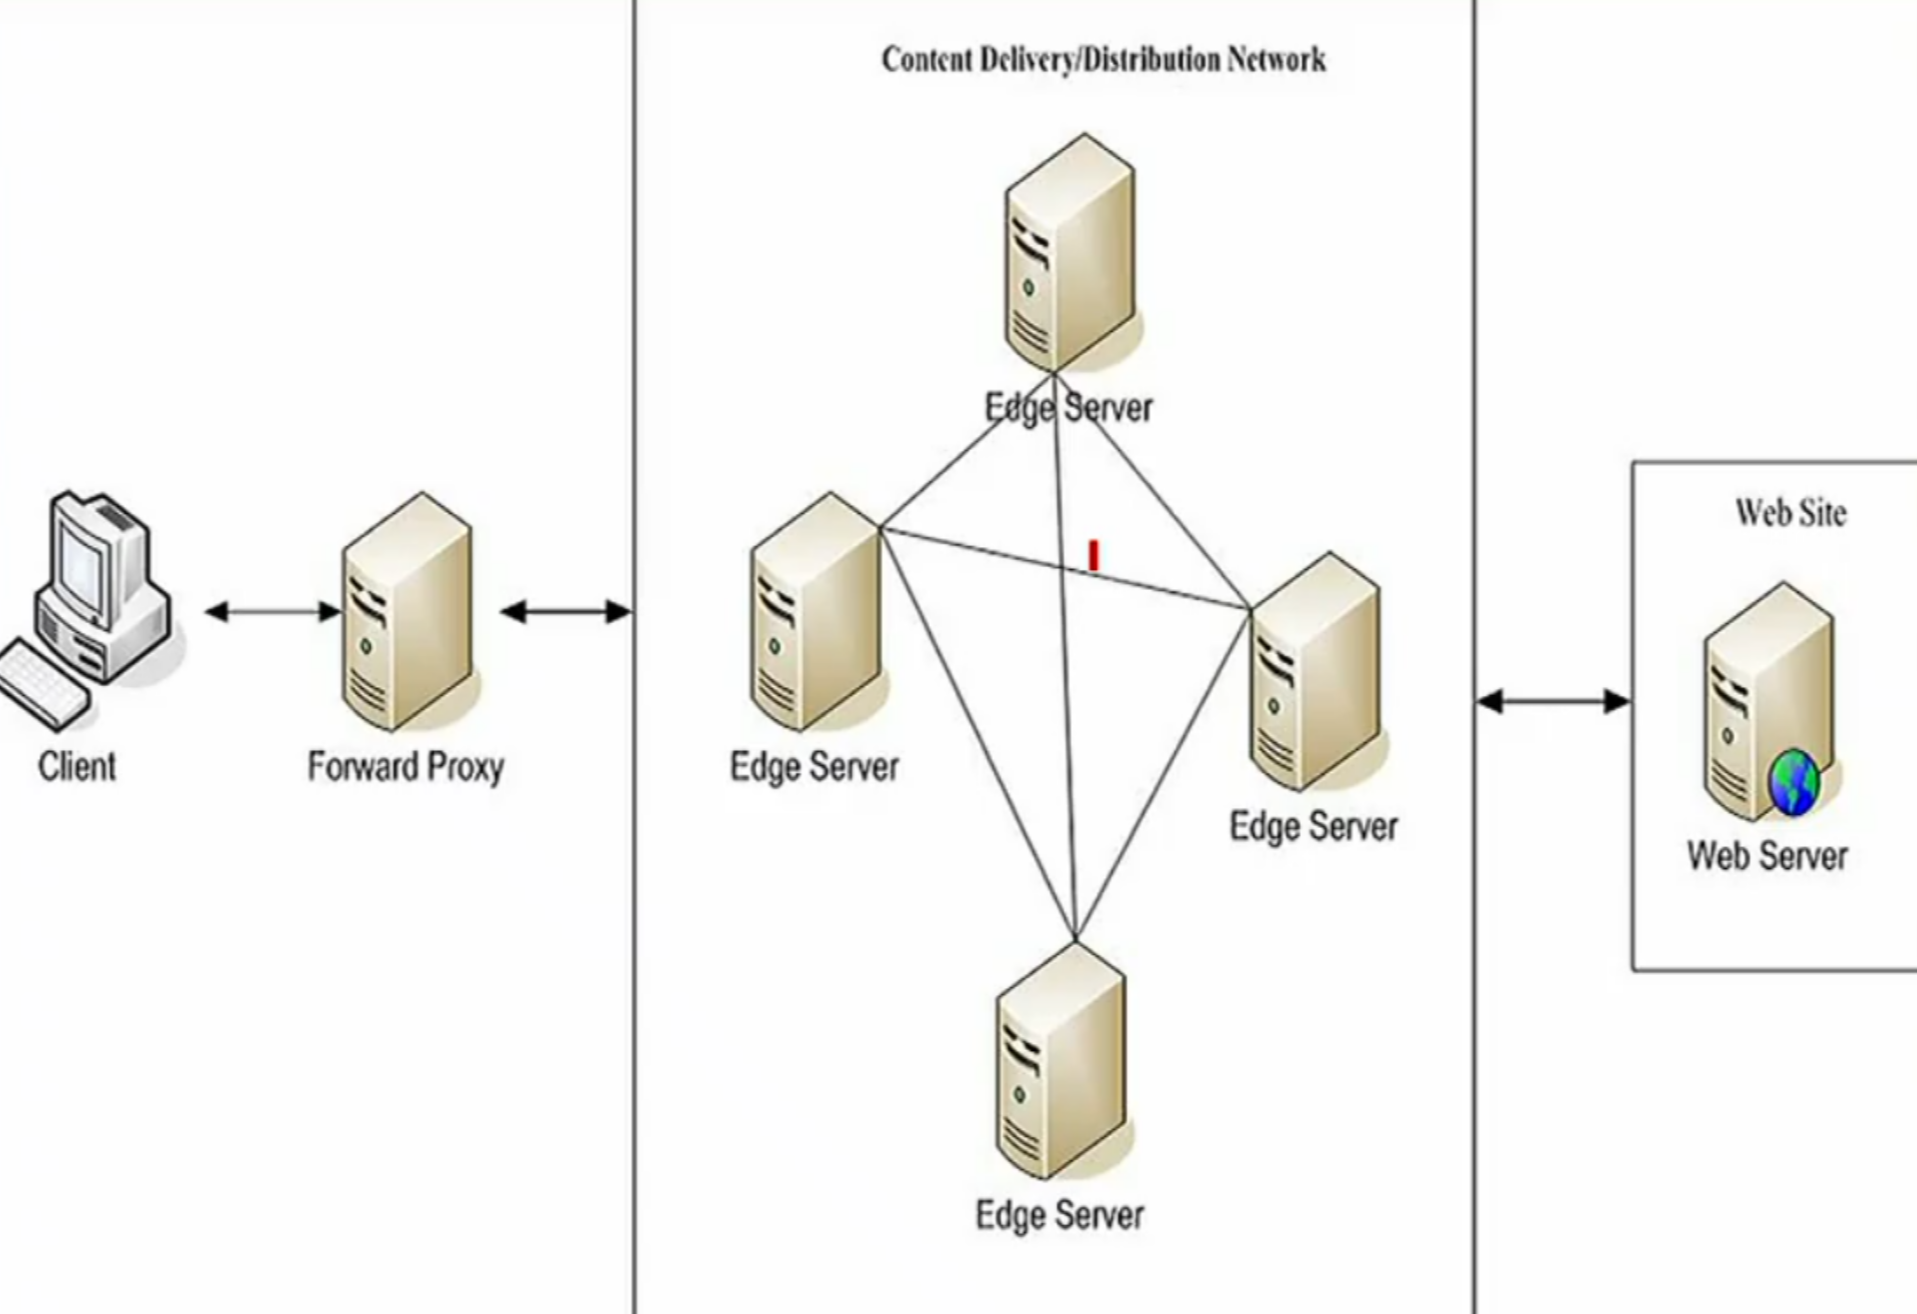 Content Delivery/Distribution Network
Edge Server
Web Site
Client
Forward Proxy
Edge Server
Edge Server
Web Server
Edge Server